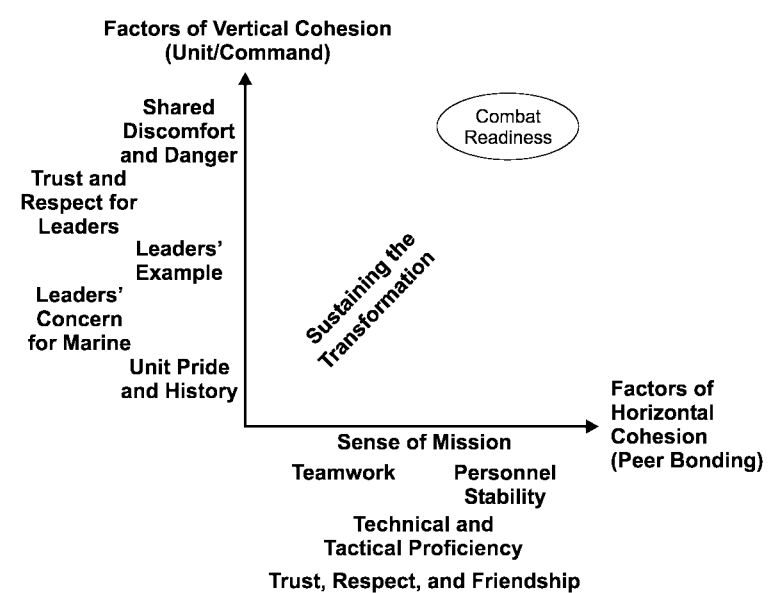 Factors of Vertical Cohesion
(Unit/Command)
Shared
Discomfort
and Danger
Trust and
Respect for
Leaders
Leaders’
Example
Leaders’
Concern
for Marine
Unit Pride
and History
Combat
Readiness
Sustaining the
Transformation
Factors of
Horizontal
Cohesion
(Peer Bonding)
Sense of Mission
Teamwork
Personnel
Stability
Technical and
Tactical Proficiency
Trust, Respect, and Friendship